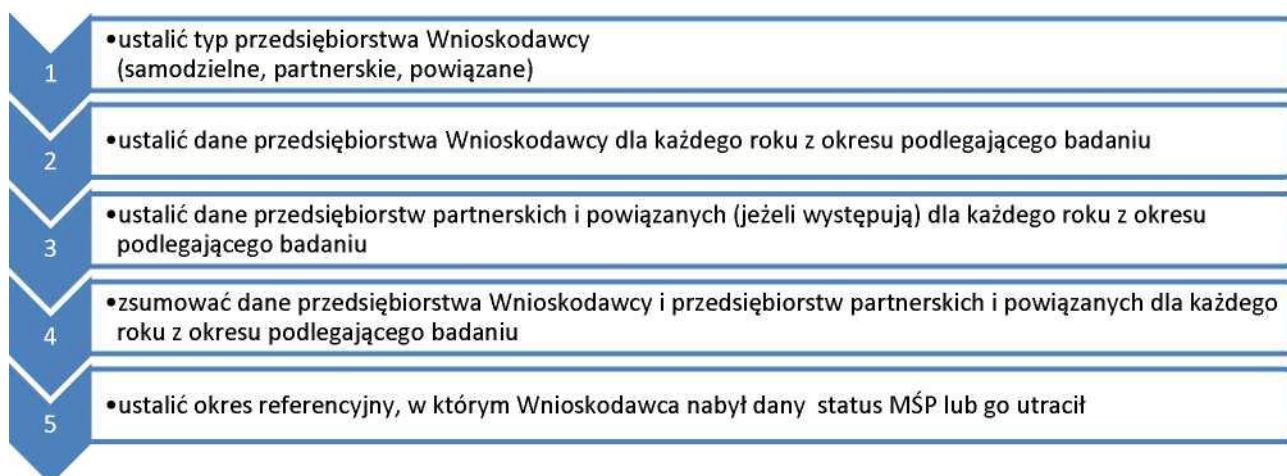 1
•ustalić typ przedsiębiorstwa Wnioskodawcy
(samodzielne, partnerskie, powiązane)
2
•ustalić dane przedsiębiorstwa Wnioskodawcy dla każdego roku z okresu podlegającego badaniu
3
•ustalić dane przedsiębiorstw partnerskich i powiązanych (jeżeli występują) dla każdego roku z okresu
podlegającego badaniu
4
•zsumować dane przedsiębiorstwa Wnioskodawcy i przedsiębiorstw partnerskich i powiązanych dla każdego
roku z okresu podlegającego badaniu
5
•ustalić okres referencyjny, w którym Wnioskodawca nabył dany status MŚP lub go utracił